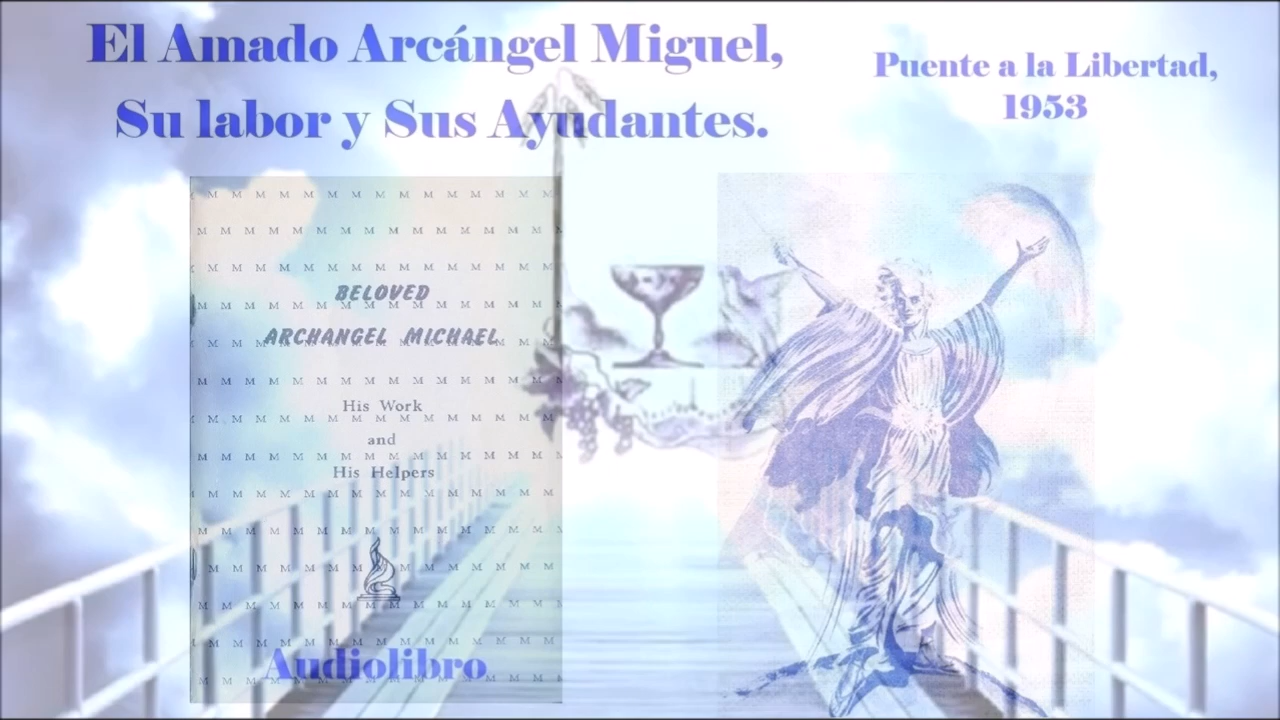 El Amado Arcángel Miguel,
Su labor y Sus Ayudantes.
Puente a la Libertad,
1953
M M M M M M M M M M M M M M
BELOVED
ARCHANGEL MICHAEL
His Work
and
His Helpers
Audiolibro